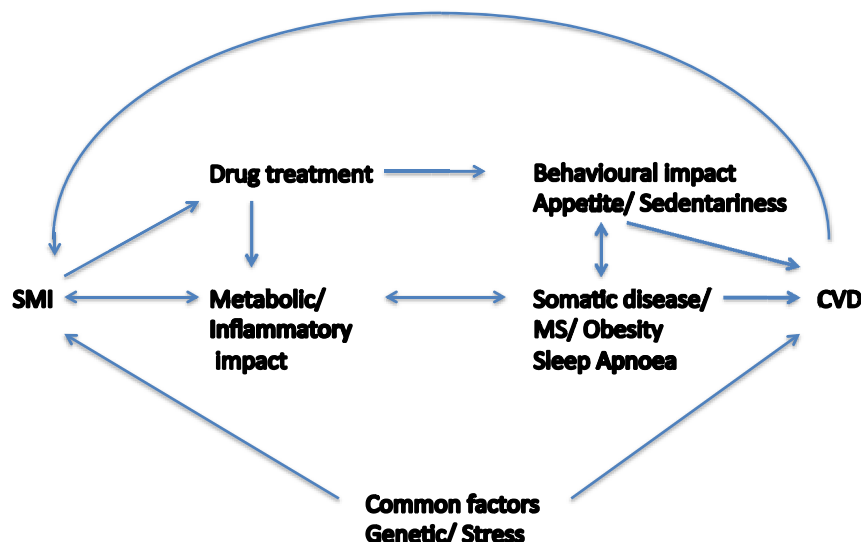 Drug treatment
Behavioural impact
Appetite/ Sedentariness
SMI
Metabolic/
Inflammatory
impact
Somatic disease/
MS/ Obesity
Sleep Apnoea
CVD
Common factors
Genetic/ Stress